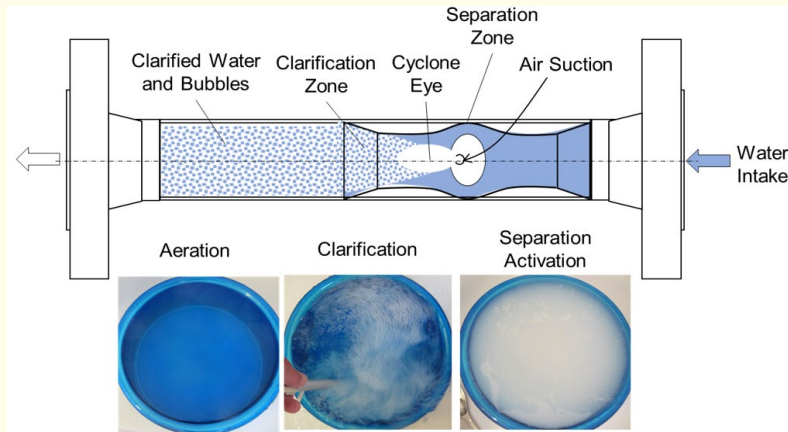 Separation
Zone
Clarified Water
and Bubbles
Clarification
Zone
Cyclone
Eye
Air Suction
Water
Intake
Aeration
Clarification
Separation
Activation